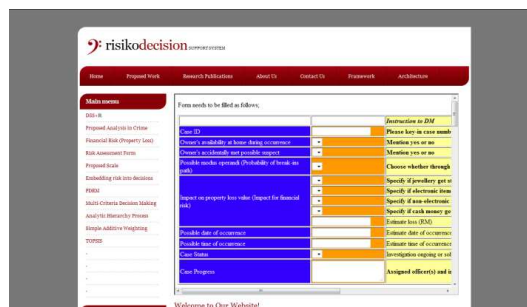 risikodecision SUPPORT SYSTEM
Home Proposed Work Research Publications About Us Contact Us Framework Architecture
Main menu
DSS+R
Proposed Analysis in Crime
Financial Risk (Property Loss)
Risk Assessment Form
Proposed Scale
Embedding risk into decisions
Multi-Criteria Decision Making
Analytic Hierarchy Process
Simple Additive Weighting
TOPSIS
Form needs to be filled as follows;
Instruction to DM
Case ID Please key-in case numb
Owner's availability at home during occurrence Mention yes or no
Owner's accidentally met possible suspect Mention yes or no
Possible modus operandi (Probability of break-ins path) Choose whether through
Specify if jewellery get st
Impact on property loss value (Impact for financial risk) Specify if electronic item
Specify if non-electronic
Specify if cash money ge
Estimate loss (RM)
Possible date of occurrence Estimate date of occurrence
Possible time of occurrence Estimate time of occurrence
Case Status Investigation ongoing or sol
Case Progress Assigned officer(s) and i
Welcome to Our Website!